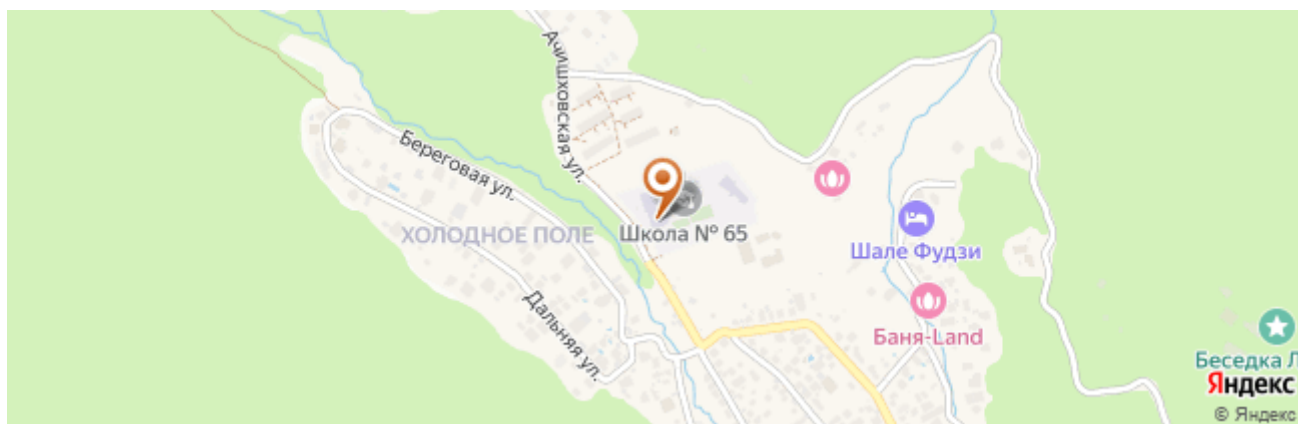 Ачишховская ул.
Береговая ул.
ХОЛОДНОЕ ПОЛЕ
Школа № 65
Шале Фудзи
Дальняя ул.
Баня-Land
Беседка Л
Яндекс
© Яндекс